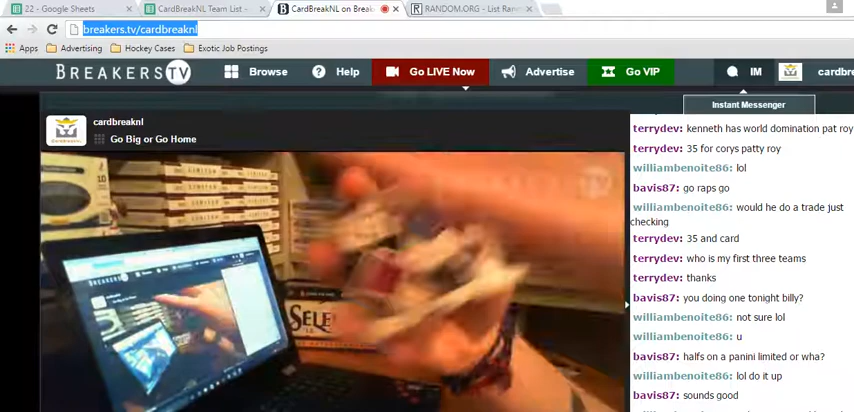 22 - Google Sheets
CardBreakNL Team List -
CardBreakNL on Break
RANDOM.ORG - List Ran
breakers.tv/cardbreaknl
Apps
Advertising
Hockey Cases
Exotic Job Postings
BREAKERS TV
Browse
Help
Go LIVE Now
Advertise
Go VIP
IM
cardbre
Instant Messenger
cardbreaknl
Go Big or Go Home
terrydev: kenneth has world domination pat roy
terrydev: 35 for corys patty roy
williambenoite86: lol
bavis87: go raps go
williambenoite86: would he do a trade just
checking
terrydev: 35 and card
terrydev: who is my first three teams
terrydev: thanks
bavis87: you doing one tonight billy?
williambenoite86: not sure lol
williambenoite86: u
bavis87: halfs on a panini limited or wha?
williambenoite86: lol do it up
bavis87: sounds good
TV
BREAKERS
SELE